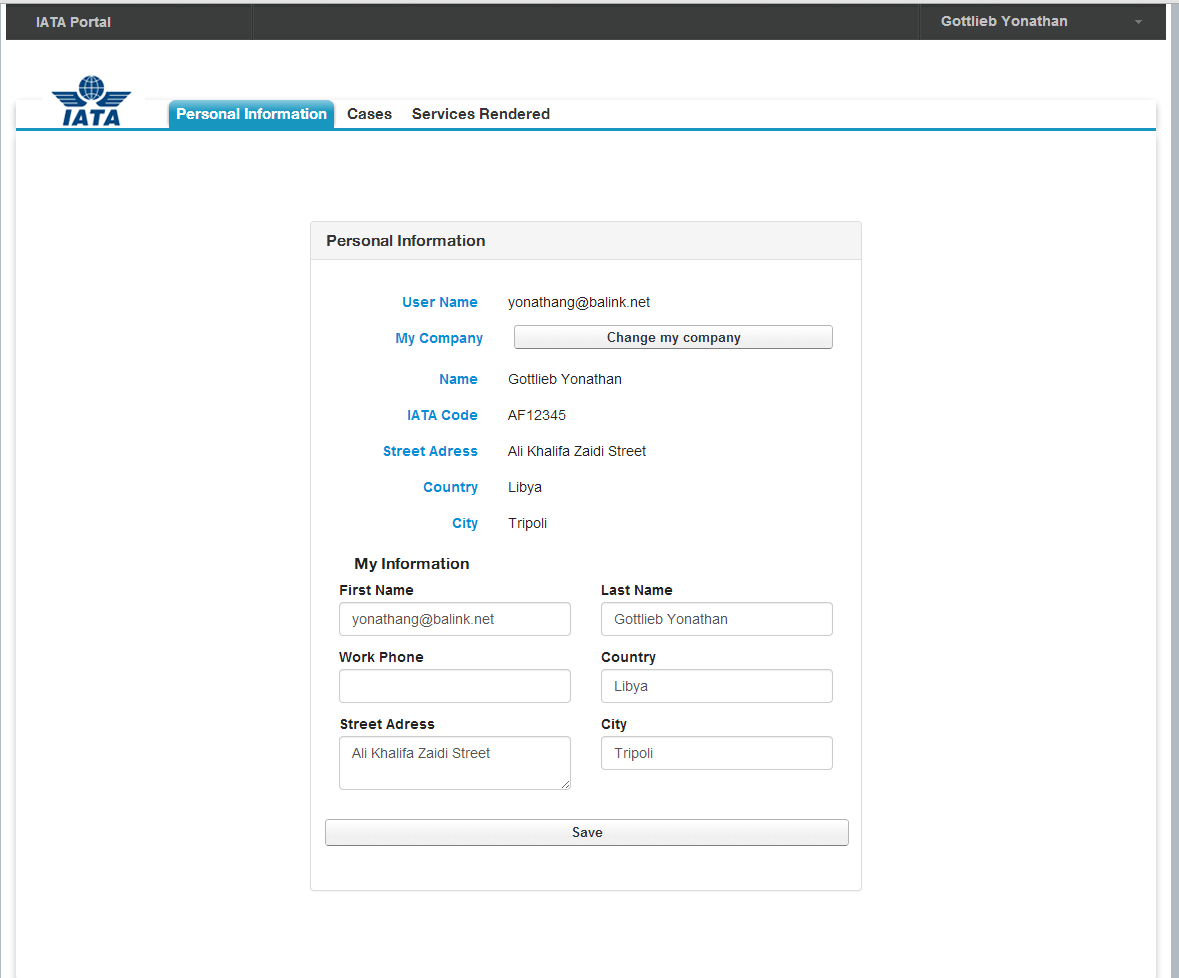 IATA Portal Gottlieb Yonathan
IATA
Personal Information Cases Services Rendered
Personal Information
User Name yonathang@balink.net
My Company Change my company
Name Gottlieb Yonathan
IATA Code AF12345
Street Adress Ali Khalifa Zaidi Street
Country Libya
City Tripoli
My Information
First Name Last Name
yonathang@balink.net Gottlieb Yonathan
Work Phone Country
Libya
Street Adress City
Ali Khalifa Zaidi Street Tripoli
Save